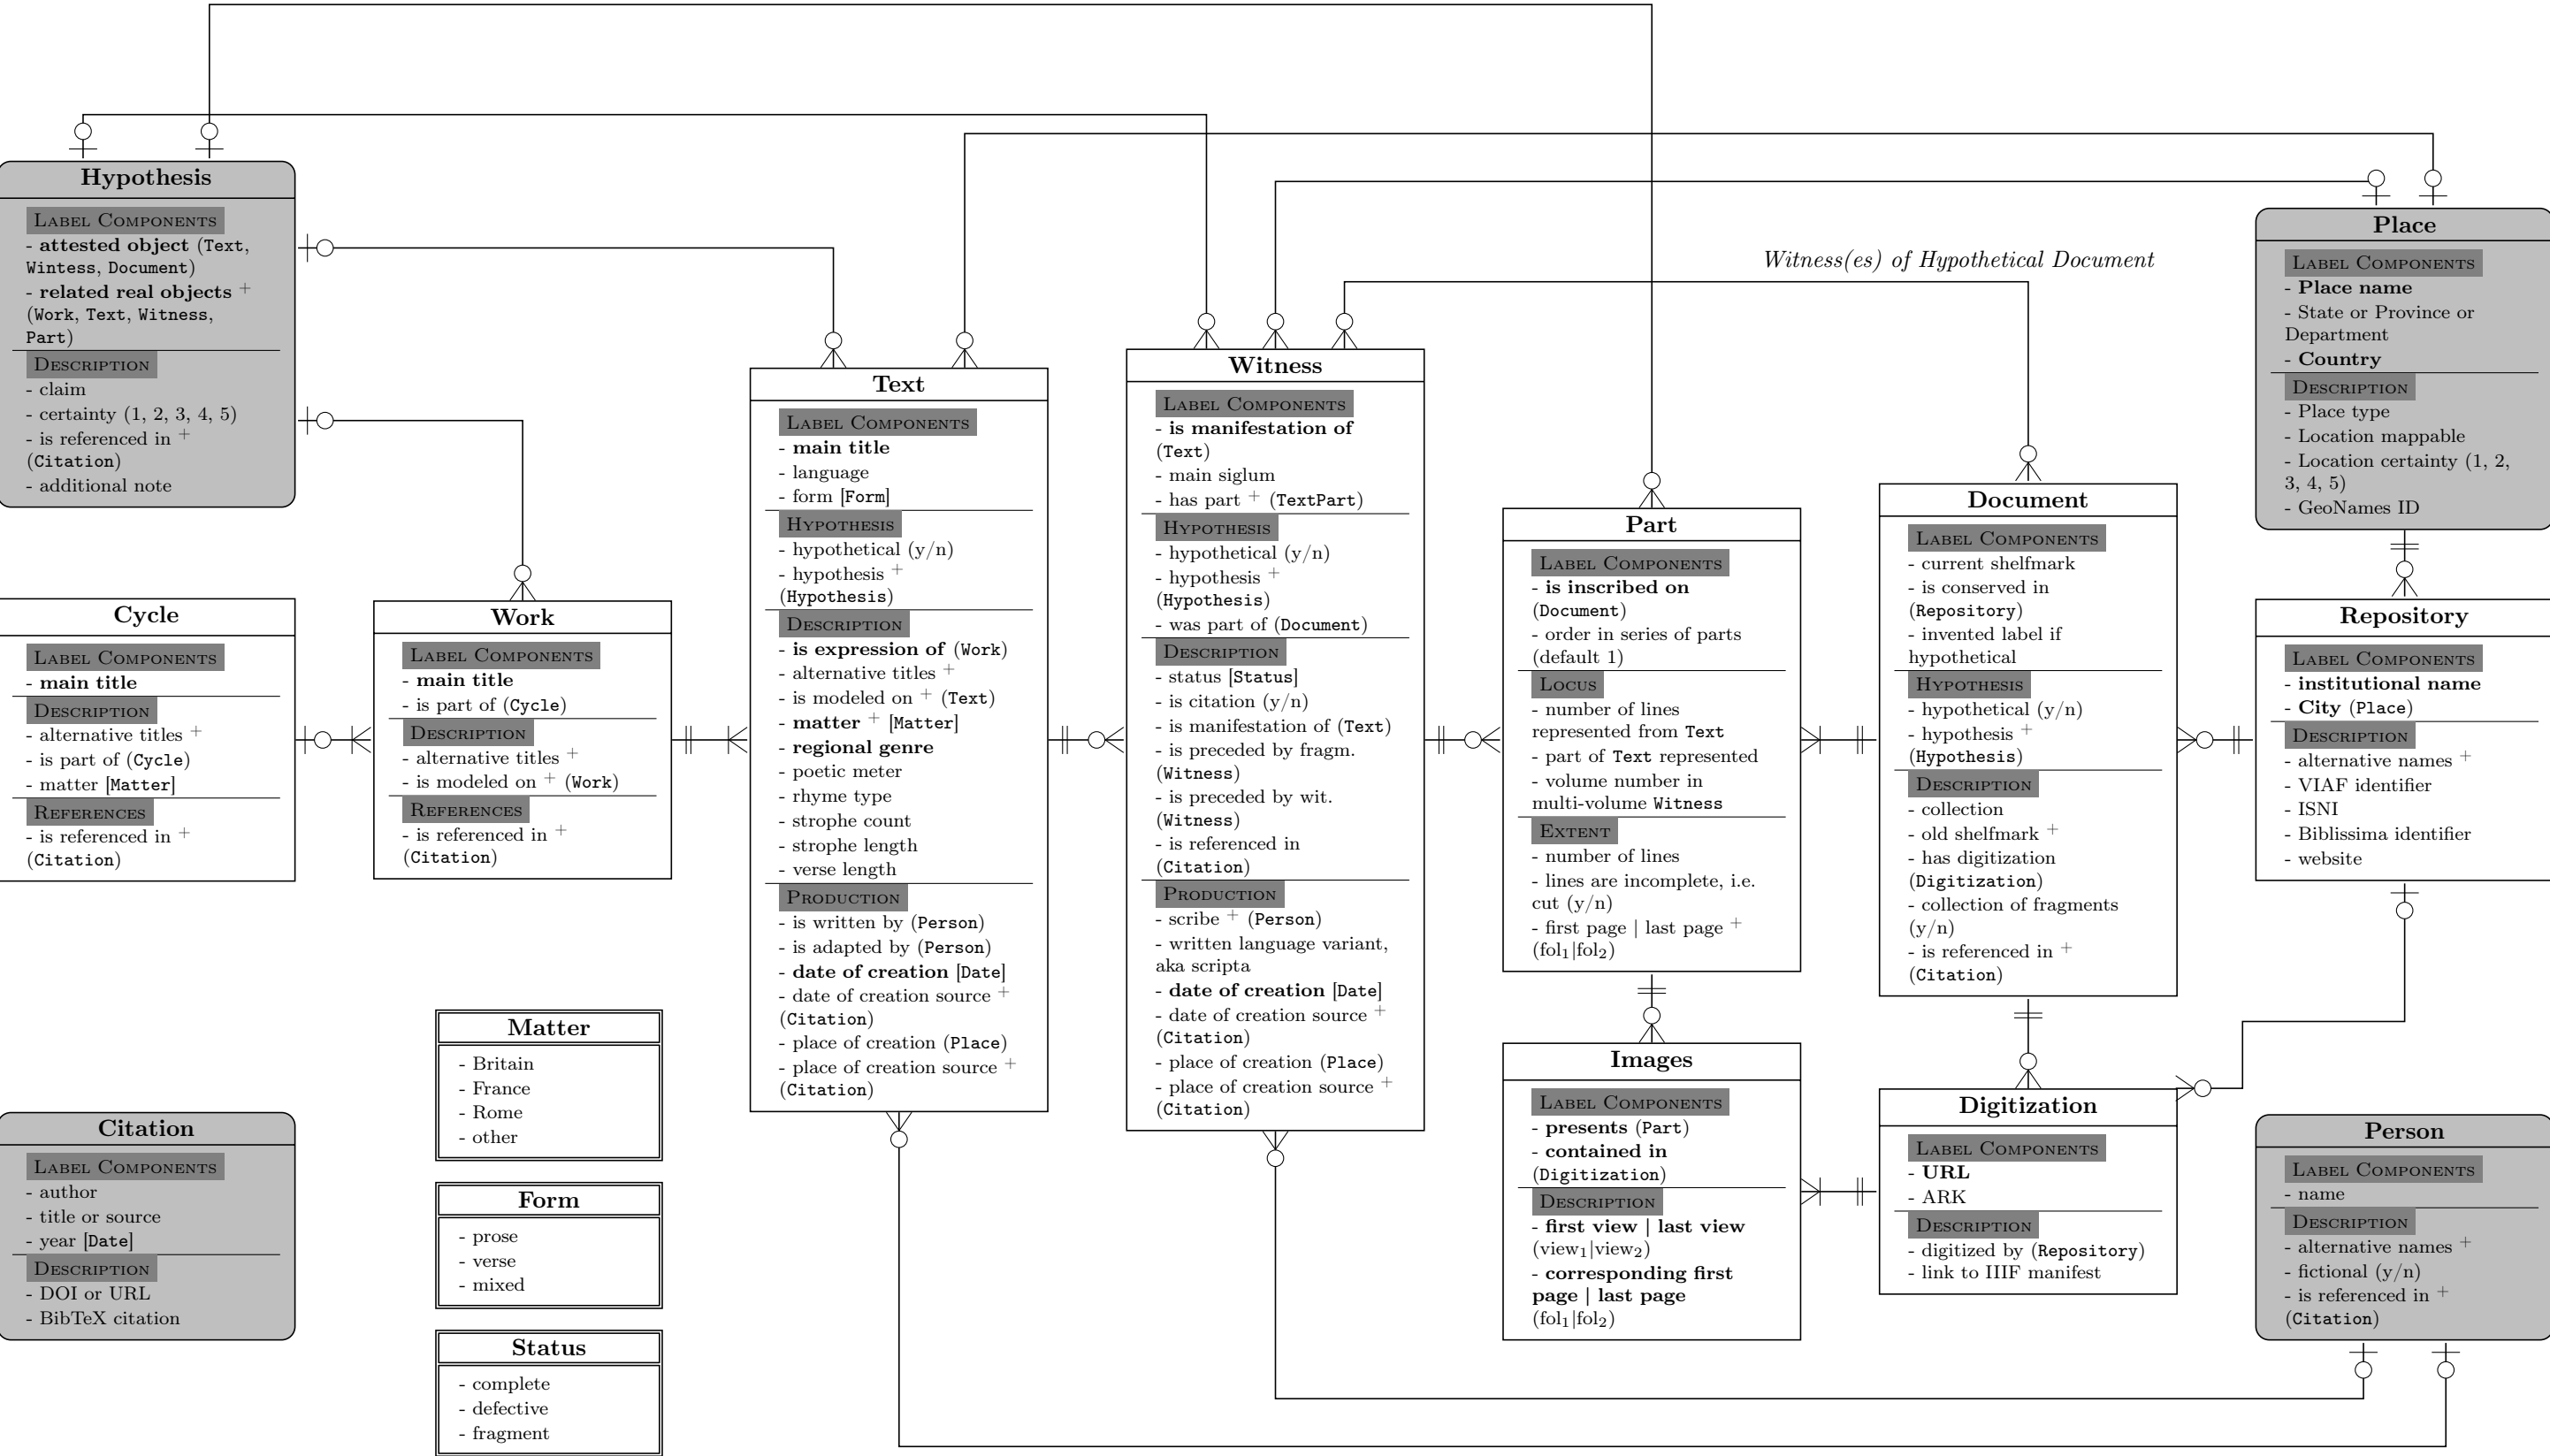 Witness(es) of Hypothetical Document
Hypothesis
Label Components
- attested object (Text,
Wintess, Document)
- related real objects +
(Work, Text, Witness,
Part)
Description
- claim
- certainty (1, 2, 3, 4, 5)
- is referenced in +
(Citation)
- additional note
Cycle
Label Components
- main title
Description
- alternative titles +
- is part of (Cycle)
- matter [Matter]
References
- is referenced in +
(Citation)
Citation
Label Components
- author
- title or source
- year [Date]
Description
- DOI or URL
- BibTeX citation
Work
Label Components
- main title
- is part of (Cycle)
Description
- alternative titles +
- is modeled on + (Work)
References
- is referenced in +
(Citation)
Matter
- Britain
- France
- Rome
- other
Form
- prose
- verse
- mixed
Status
- complete
- defective
- fragment
Text
Label Components
- main title
- language
- form [Form]
Hypothesis
- hypothetical (y/n)
- hypothesis +
(Hypothesis)
Description
- is expression of (Work)
- alternative titles +
- is modeled on + (Text)
- matter + [Matter]
- regional genre
- poetic meter
- rhyme type
- strophe count
- strophe length
- verse length
Production
- is written by (Person)
- is adapted by (Person)
- date of creation [Date]
- date of creation source +
(Citation)
- place of creation (Place)
- place of creation source +
(Citation)
Witness
Label Components
- is manifestation of
(Text)
- main siglum
- has part + (TextPart)
Hypothesis
- hypothetical (y/n)
- hypothesis +
(Hypothesis)
- was part of (Document)
Description
- status [Status]
- is citation (y/n)
- is manifestation of (Text)
- is preceded by fragm.
(Witness)
- is preceded by wit.
(Witness)
- is referenced in
(Citation)
Production
- scribe + (Person)
- written language variant,
aka scripta
- date of creation [Date]
- date of creation source +
(Citation)
- place of creation (Place)
- place of creation source +
(Citation)
Part
Label Components
- is inscribed on
(Document)
- order in series of parts
(default 1)
Locus
- number of lines
represented from Text
- part of Text represented
- volume number in
multi-volume Witness
Extent
- number of lines
- lines are incomplete, i.e.
cut (y/n)
- first page | last page +
(fol1|fol2)
Images
Label Components
- presents (Part)
- contained in
(Digitization)
Description
- first view | last view
(view1|view2)
- corresponding first
page | last page
(fol1|fol2)
Document
Label Components
- current shelfmark
- is conserved in
(Repository)
- invented label if
hypothetical
Hypothesis
- hypothetical (y/n)
- hypothesis +
(Hypothesis)
Description
- collection
- old shelfmark +
- has digitization
(Digitization)
- collection of fragments
(y/n)
- is referenced in +
(Citation)
Digitization
Label Components
- URL
- ARK
Description
- digitized by (Repository)
- link to IIIF manifest
Place
Label Components
- Place name
- State or Province or
Department
- Country
Description
- Place type
- Location mappable
- Location certainty (1, 2,
3, 4, 5)
- GeoNames ID
Repository
Label Components
- institutional name
- City (Place)
Description
- alternative names +
- VIAF identifier
- ISNI
- Biblissima identifier
- website
Person
Label Components
- name
Description
- alternative names +
- fictional (y/n)
- is referenced in +
(Citation)